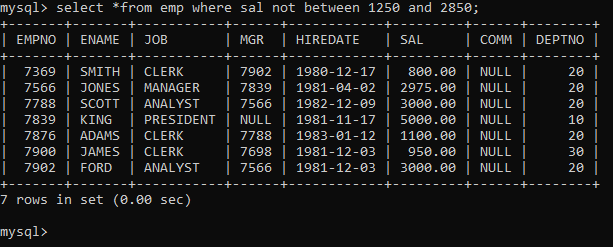 mysql> select *from emp where sal not between 1250 and 2850;
+-------+-------+-----------+------+------------+---------+------+--------+
| EMPNO | ENAME | JOB       | MGR  | HIREDATE   | SAL     | COMM | DEPTNO |
+-------+-------+-----------+------+------------+---------+------+--------+
|  7369 | SMITH | CLERK     | 7902 | 1980-12-17 |  800.00 | NULL |     20 |
|  7566 | JONES | MANAGER   | 7839 | 1981-04-02 | 2975.00 | NULL |     20 |
|  7788 | SCOTT | ANALYST   | 7566 | 1982-12-09 | 3000.00 | NULL |     20 |
|  7839 | KING  | PRESIDENT | NULL | 1981-11-17 | 5000.00 | NULL |     10 |
|  7876 | ADAMS | CLERK     | 7788 | 1983-01-12 | 1100.00 | NULL |     20 |
|  7900 | JAMES | CLERK     | 7698 | 1981-12-03 |  950.00 | NULL |     30 |
|  7902 | FORD  | ANALYST   | 7566 | 1981-12-03 | 3000.00 | NULL |     20 |
+-------+-------+-----------+------+------------+---------+------+--------+
7 rows in set (0.00 sec)
mysql>